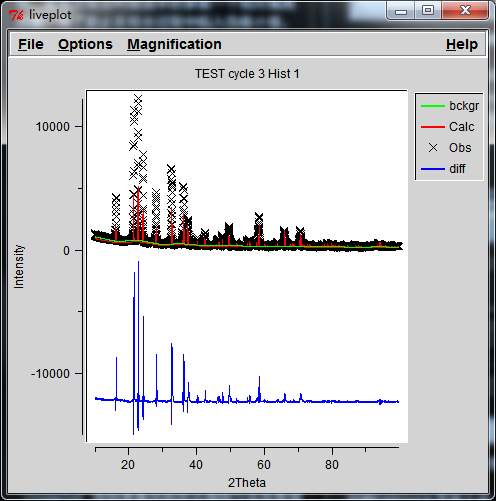 liveplot
File Options Magnification Help
TEST cycle 3 Hist 1
bckgr
Calc
Obs
diff
10000
0
-10000
Intensity
20 40 60 80
2Theta